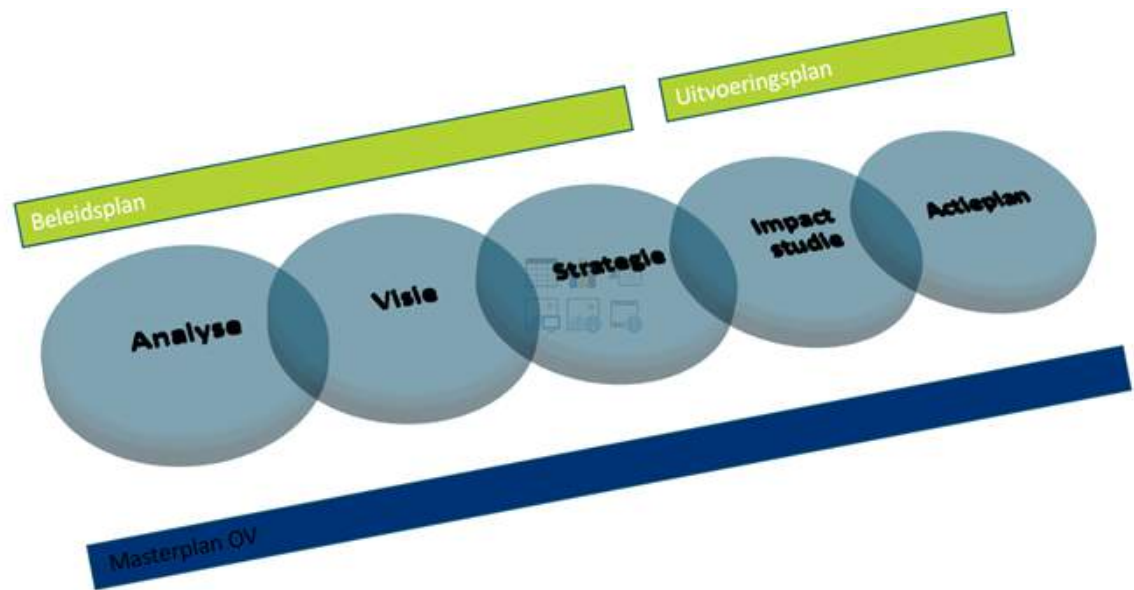 Uitvoeringsplan
Beleidsplan
Analyse
Visie
Strategie
Impact
studie
Actieplan
Masterplan OV